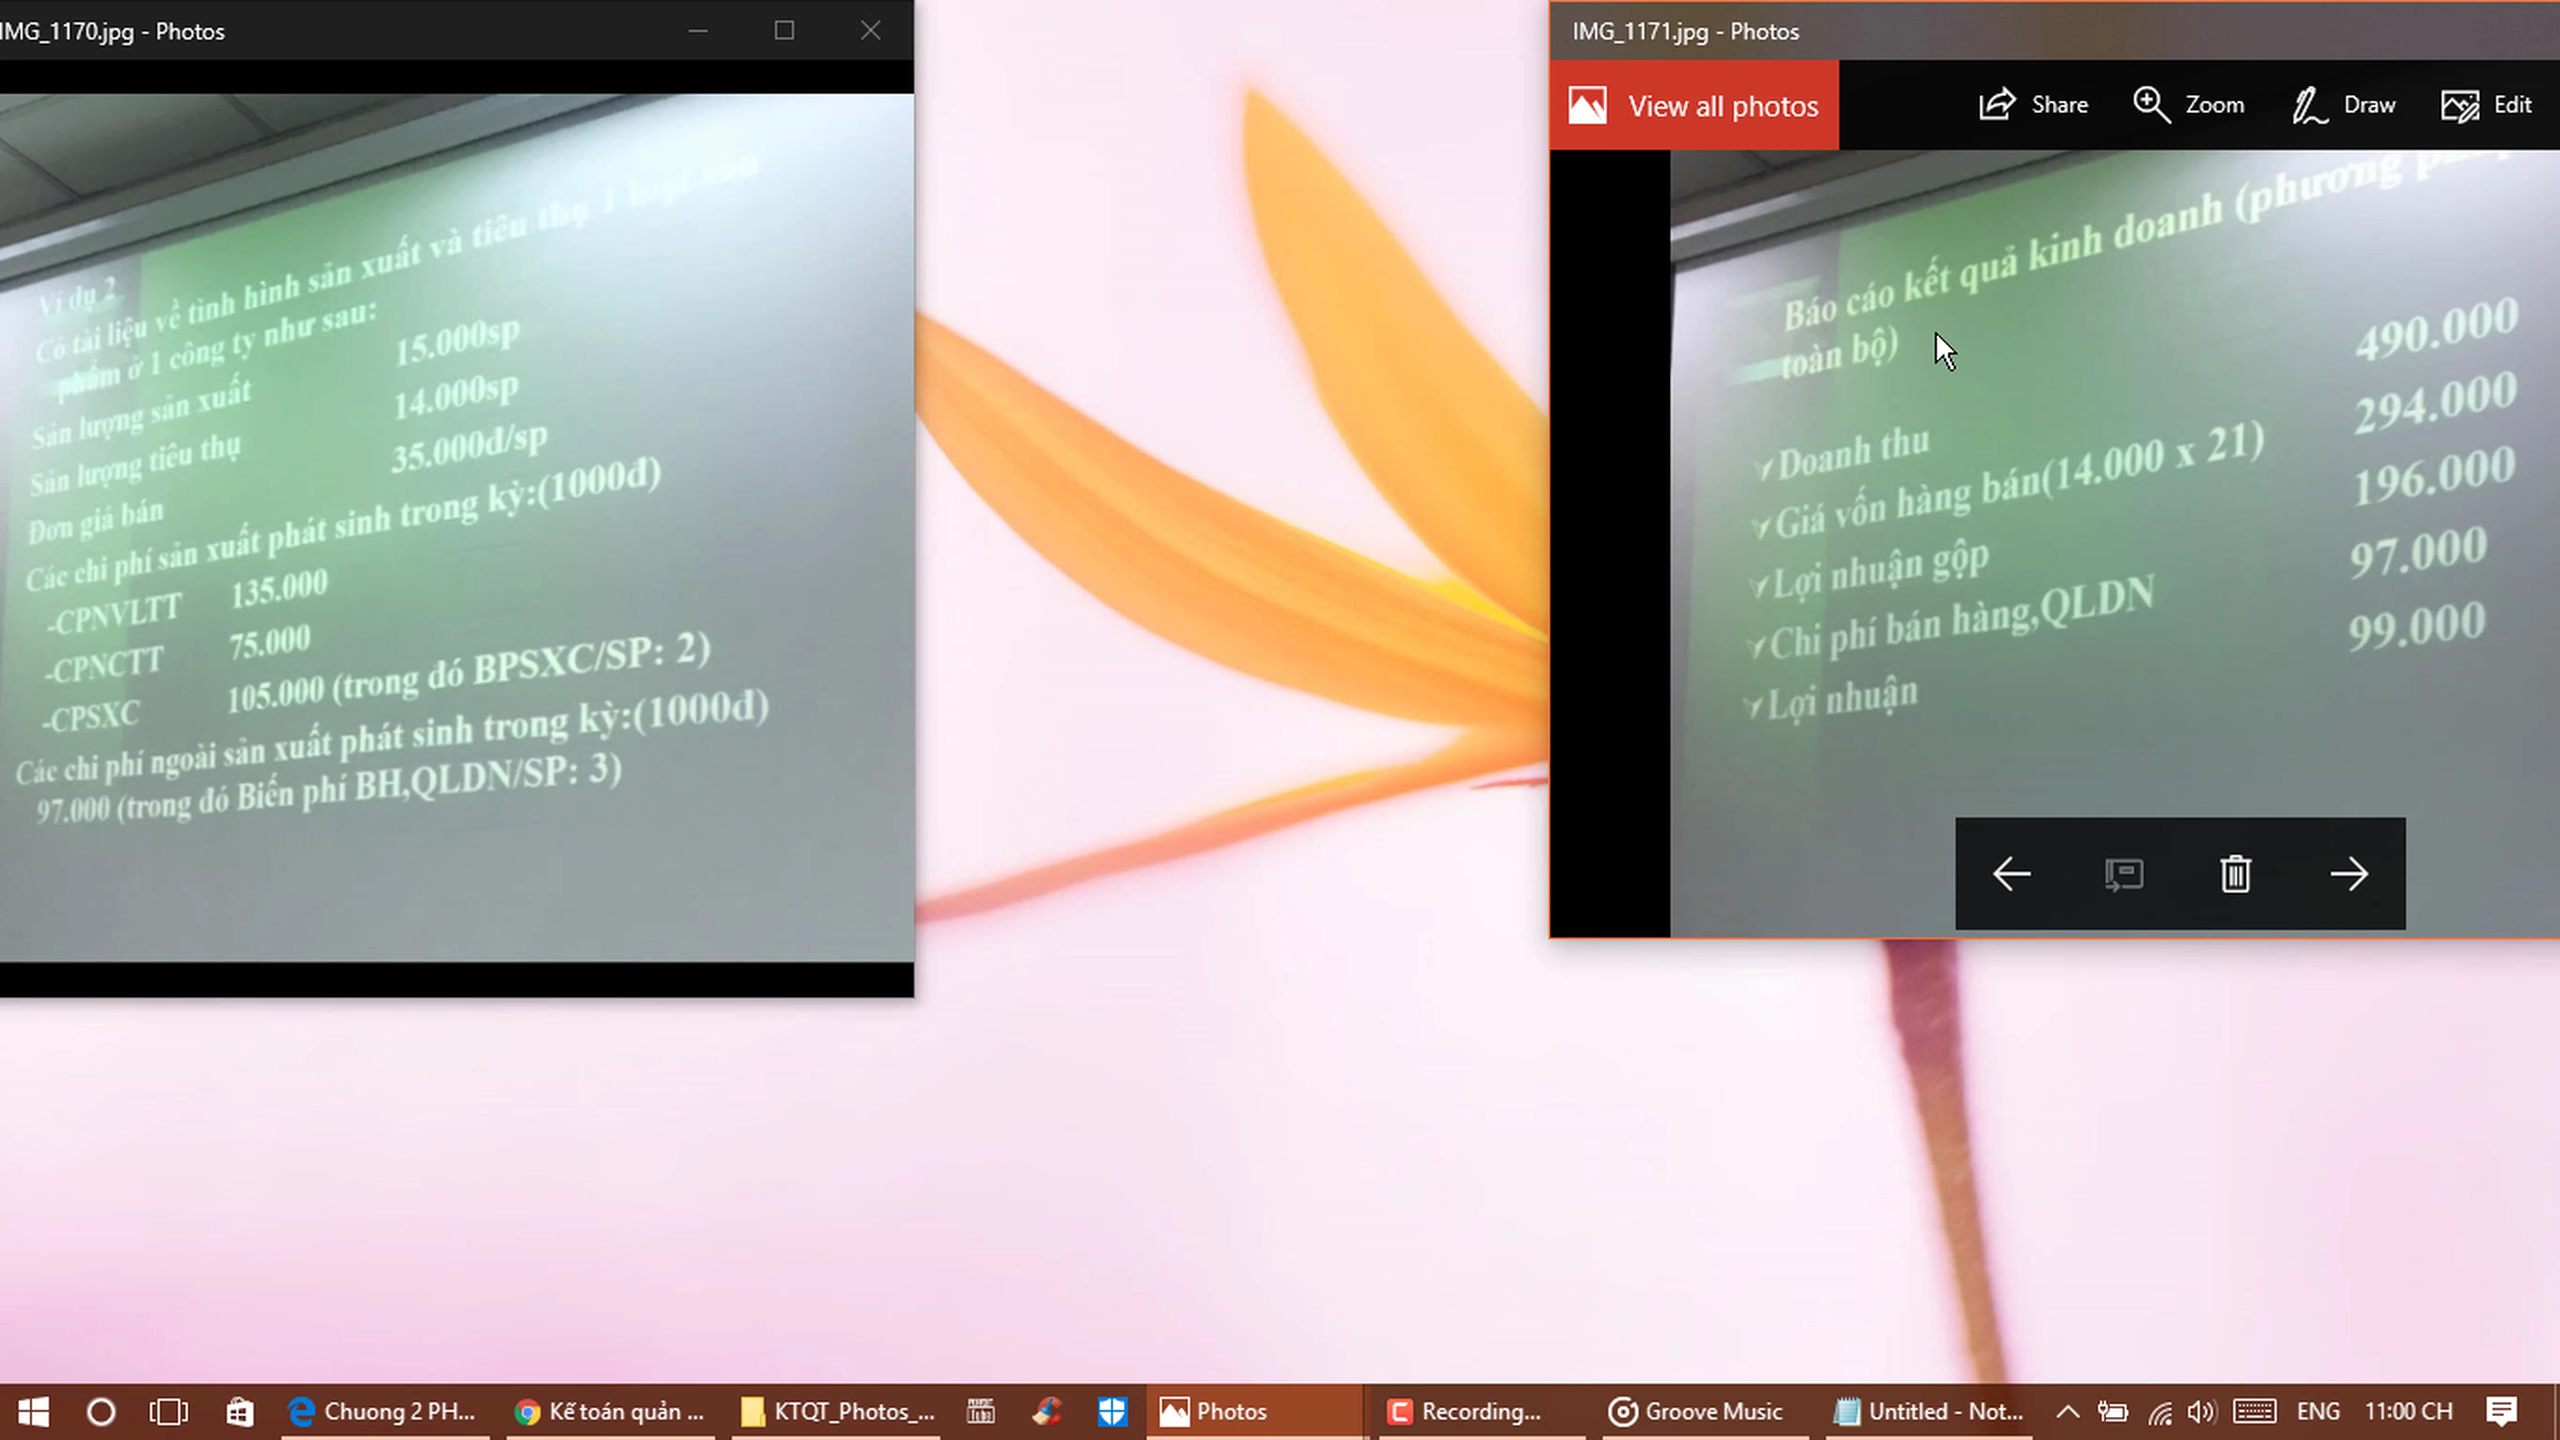 IMG_1170.jpg - Photos
Ví dụ 2
Có tài liệu về tình hình sản xuất và tiêu thụ 1
phẩm ở 1 công ty như sau:
Sản lượng sản xuất 15.000sp
Sản lượng tiêu thụ 14.000sp
Đơn giá bán 35.000đ/sp
Các chi phí sản xuất phát sinh trong kỳ:(1000đ)
-CPNVLTT 135.000
-CPNCTT 75.000
-CPSXC 105.000 (trong đó BPSXC/SP: 2)
Các chi phí ngoài sản xuất phát sinh trong kỳ:(1000đ)
97.000 (trong đó Biến phí BH,QLDN/SP: 3)
IMG_1171.jpg - Photos
View all photos
Share
Zoom
Draw
Edit
Báo cáo kết quả kinh doanh (phương
toàn bộ)
Doanh thu 490.000
Giá vốn hàng bán(14.000 x 21) 294.000
Lợi nhuận gộp 196.000
Chi phí bán hàng,QLDN 97.000
Lợi nhuận 99.000
Chuong 2 PH...
Kế toán quản ...
KTQT_Photos_...
Photos
Recording...
Groove Music
Untitled - Not...
ENG
11:00 CH